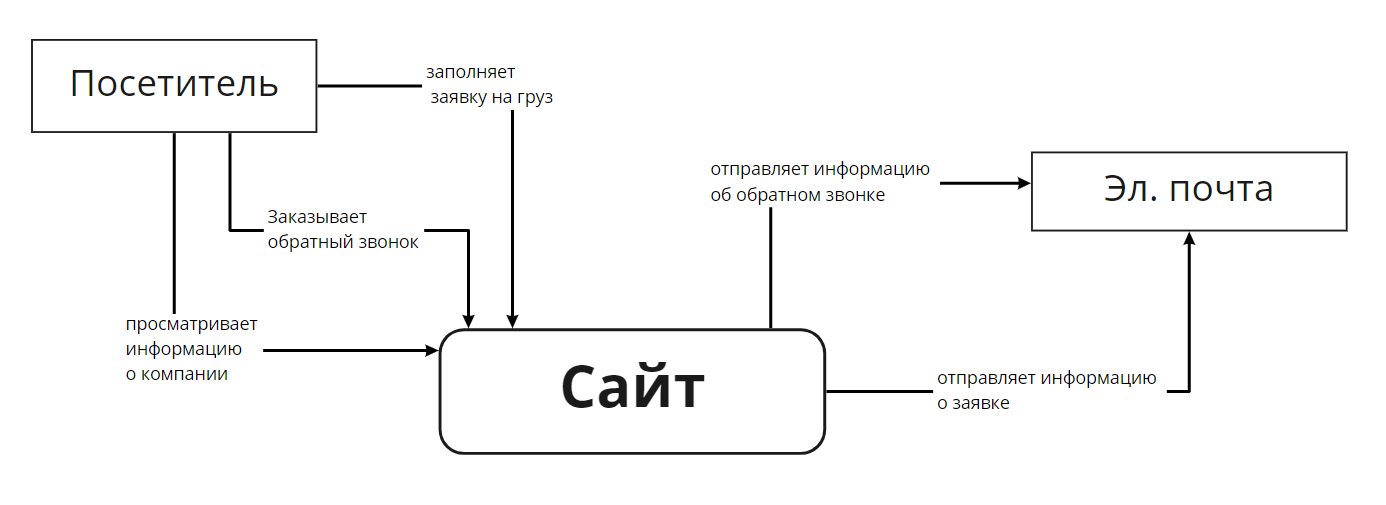 Посетитель
заполняет
заявку на груз
отправляет информацию
об обратном звонке
Эл. почта
Заказывает
обратный звонок
просматривает
информацию
о компании
Сайт
отправляет информацию
о заявке